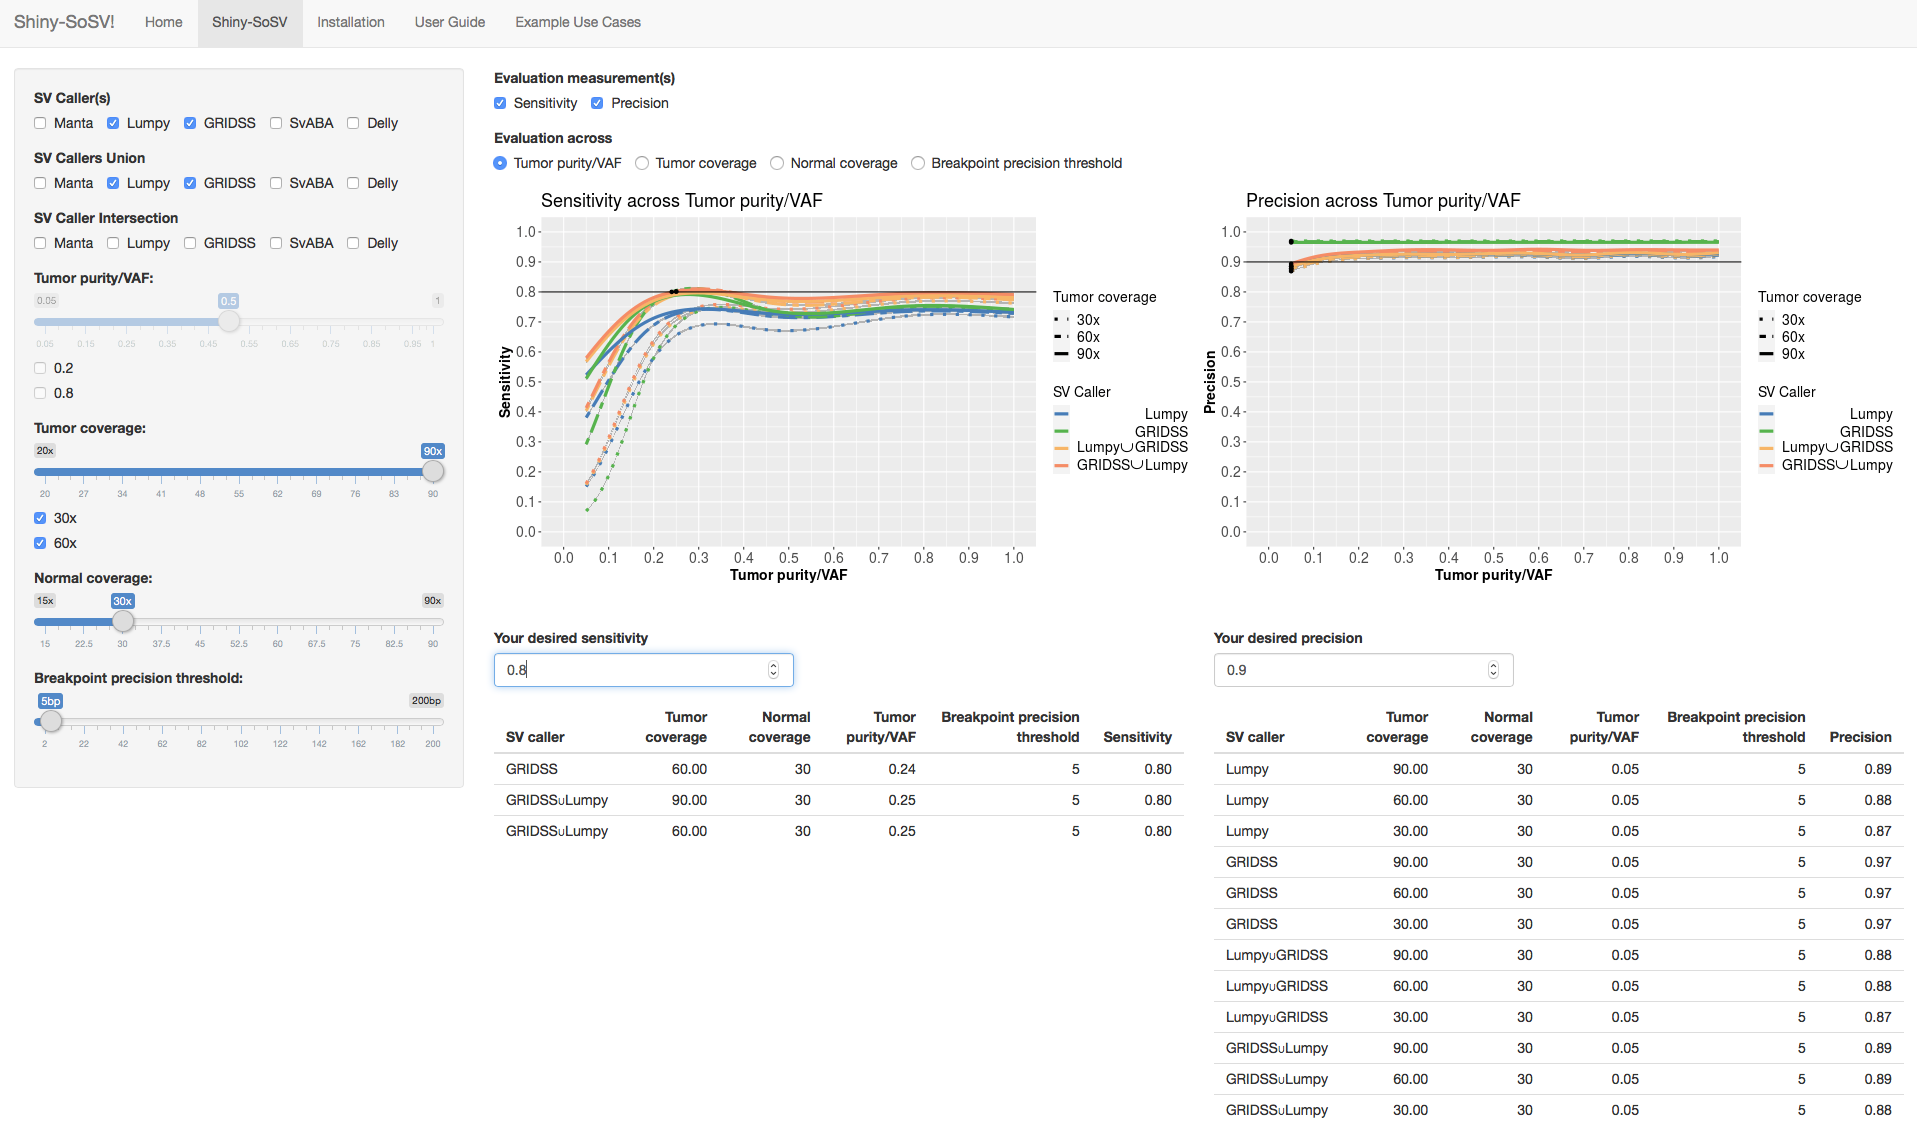 Shiny-SoSV! Home Shiny-SoSV Installation User Guide Example Use Cases
SV Caller(s)
Manta Lumpy GRIDSS SvABA Delly
SV Callers Union
Manta Lumpy GRIDSS SvABA Delly
SV Caller Intersection
Manta Lumpy GRIDSS SvABA Delly
Tumor purity/VAF:
0.05 0.5 1
0.05 0.15 0.25 0.35 0.45 0.55 0.65 0.75 0.85 0.95 1
0.2
0.8
Tumor coverage:
20x 90x
20 27 34 41 48 55 62 69 76 83 90
30x
60x
Normal coverage:
15x 30x 90x
15 22.5 30 37.5 45 52.5 60 67.5 75 82.5 90
Breakpoint precision threshold:
5bp 200bp
2 22 42 62 82 102 122 142 162 182 200
Evaluation measurement(s)
Sensitivity Precision
Evaluation across
Tumor purity/VAF Tumor coverage Normal coverage Breakpoint precision threshold
Sensitivity across Tumor purity/VAF
Sensitivity
1.0
0.9
0.8
0.7
0.6
0.5
0.4
0.3
0.2
0.1
0.0
0.0 0.1 0.2 0.3 0.4 0.5 0.6 0.7 0.8 0.9 1.0
Tumor purity/VAF
Tumor coverage
30x
60x
90x
SV Caller
Lumpy
GRIDSS
Lumpy∪GRIDSS
GRIDSS∪Lumpy
Precision across Tumor purity/VAF
Precision
1.0
0.9
0.8
0.7
0.6
0.5
0.4
0.3
0.2
0.1
0.0
0.0 0.1 0.2 0.3 0.4 0.5 0.6 0.7 0.8 0.9 1.0
Tumor purity/VAF
Tumor coverage
30x
60x
90x
SV Caller
Lumpy
GRIDSS
Lumpy∪GRIDSS
GRIDSS∪Lumpy
Your desired sensitivity
0.8
Tumor Normal Tumor Breakpoint precision
SV caller coverage coverage purity/VAF threshold Sensitivity
GRIDSS 60.00 30 0.24 5 0.80
GRIDSS∪Lumpy 90.00 30 0.25 5 0.80
GRIDSS∪Lumpy 60.00 30 0.25 5 0.80
Your desired precision
0.9
Tumor Normal Tumor Breakpoint precision
SV caller coverage coverage purity/VAF threshold Precision
Lumpy 90.00 30 0.05 5 0.89
Lumpy 60.00 30 0.05 5 0.88
Lumpy 30.00 30 0.05 5 0.87
GRIDSS 90.00 30 0.05 5 0.97
GRIDSS 60.00 30 0.05 5 0.97
GRIDSS 30.00 30 0.05 5 0.97
Lumpy∪GRIDSS 90.00 30 0.05 5 0.88
Lumpy∪GRIDSS 60.00 30 0.05 5 0.88
Lumpy∪GRIDSS 30.00 30 0.05 5 0.87
GRIDSS∪Lumpy 90.00 30 0.05 5 0.89
GRIDSS∪Lumpy 60.00 30 0.05 5 0.89
GRIDSS∪Lumpy 30.00 30 0.05 5 0.88